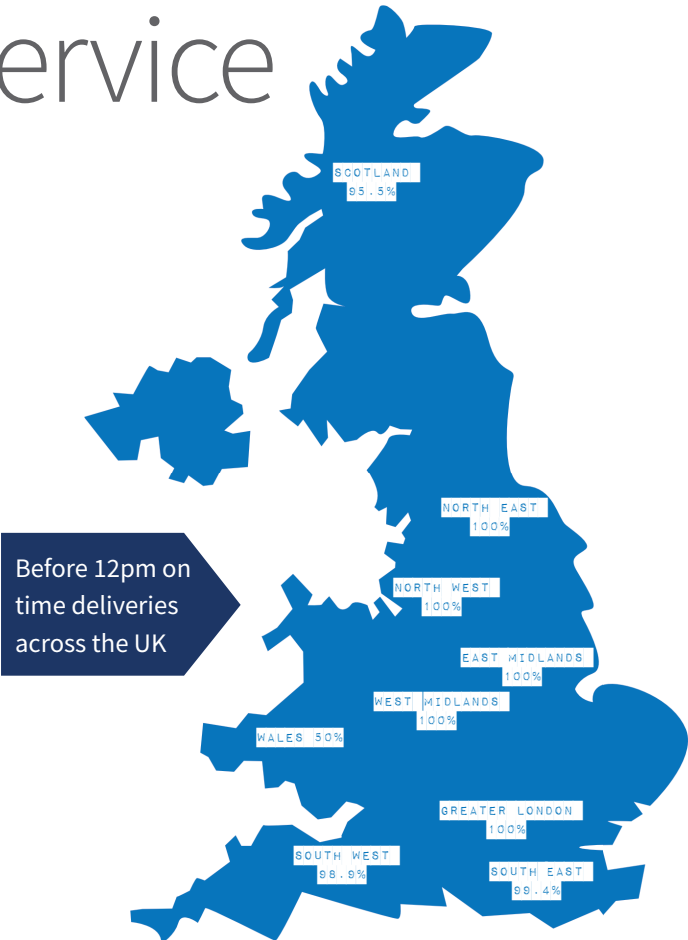 ervice
SCOTLAND
95.5%
NORTH EAST
100%
Before 12pm on
time deliveries
across the UK
NORTH WEST
100%
EAST MIDLANDS
100%
WEST MIDLANDS
100%
WALES 50%
GREATER LONDON
100%
SOUTH WEST
98.9%
SOUTH EAST
99.4%